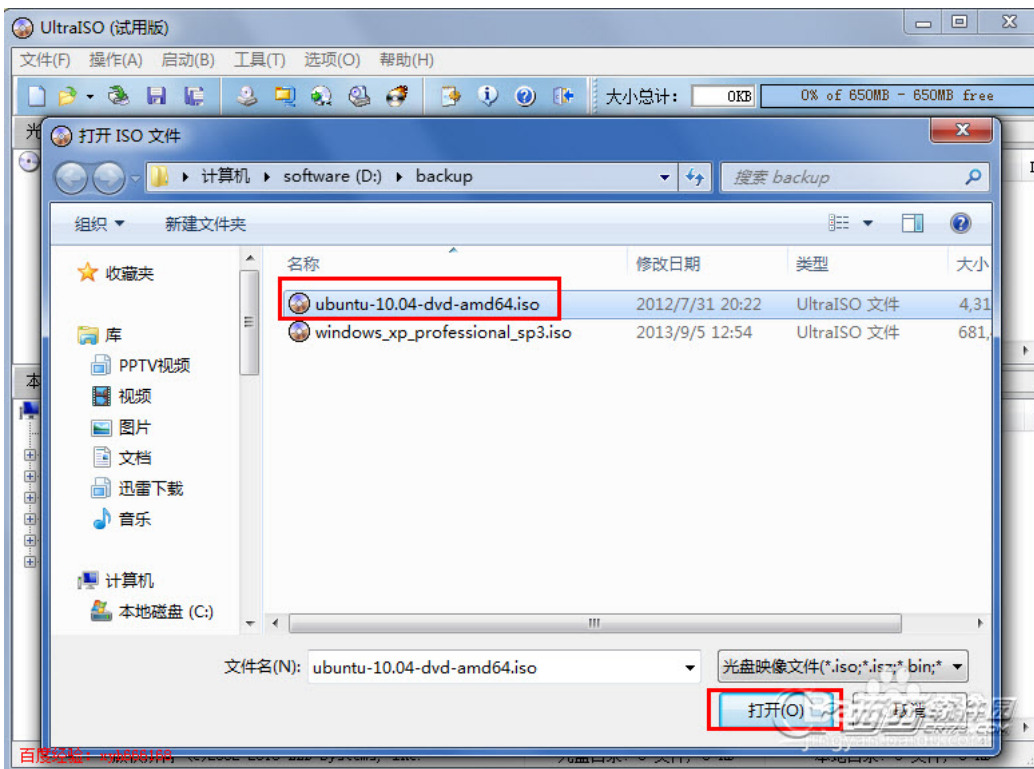 UltraISO (试用版)
文件(F) 操作(A) 启动(B) 工具(T) 选项(O) 帮助(H)
大小总计: 0KB 0% of 650MB - 650MB free
光
打开 ISO 文件
计算机 software (D:) backup 搜索 backup
组织 新建文件夹
名称 修改日期 类型 大小
收藏夹
ubuntu-10.04-dvd-amd64.iso 2012/7/31 20:22 UltraISO 文件 4,31
windows_xp_professional_sp3.iso 2013/9/5 12:54 UltraISO 文件 681,
库
PPTV视频
本
视频
图片
文档
迅雷下载
音乐
计算机
本地磁盘 (C:)
文件名(N): ubuntu-10.04-dvd-amd64.iso 光盘映像文件(*.iso;*.isz;*.bin;*
打开(O) 取消
百度经验: